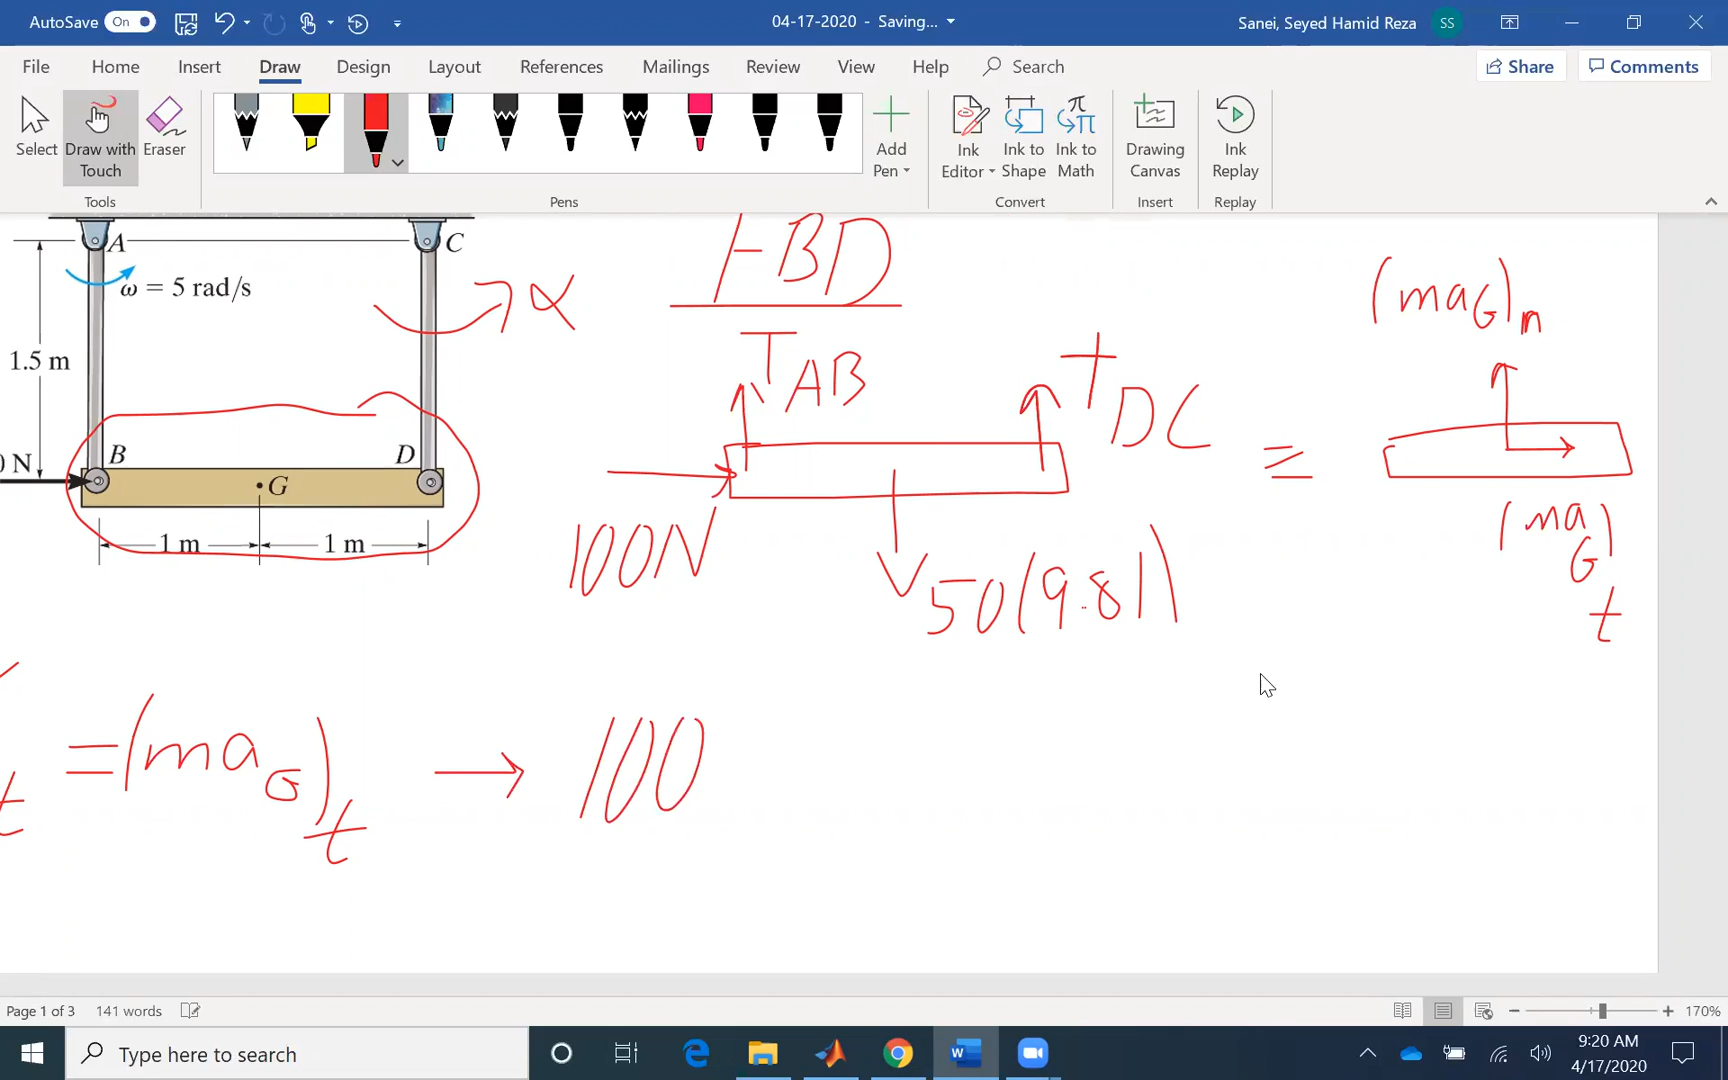 AutoSave On 04-17-2020 - Saving... Sanei, Seyed Hamid Reza SS
File Home Insert Draw Design Layout References Mailings Review View Help Search Share Comments
Select Draw with Touch Eraser Add Pen Ink Editor Ink to Shape Ink to Math Drawing Canvas Ink Replay
Tools Pens Convert Insert Replay
A C
ω = 5 rad/s
α
FBD
(maG)n
1.5 m
TAB
TDC
B D
0 N
G
=
1 m 1 m
100N
50(9.81)
(maG)t
t =(maG)t → 100
Page 1 of 3 141 words 170%
Type here to search
9:20 AM
4/17/2020